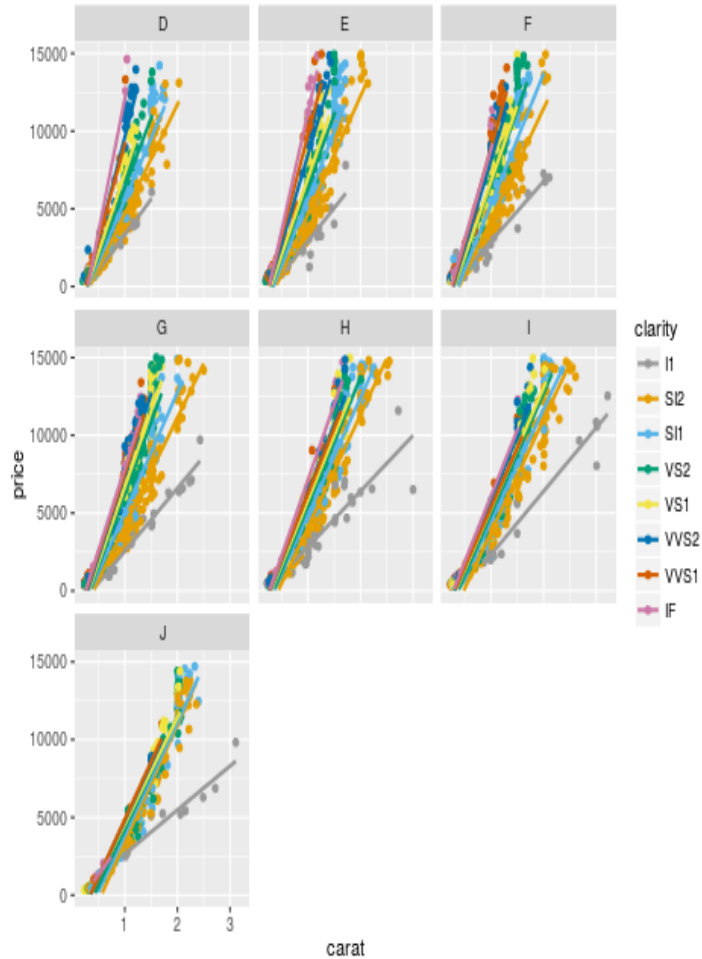 D E F
15000
10000
5000
0
G H I
15000
10000
5000
0
J
15000
10000
5000
0
1 2 3
carat
price
clarity
I1
SI2
SI1
VS2
VS1
VVS2
VVS1
IF